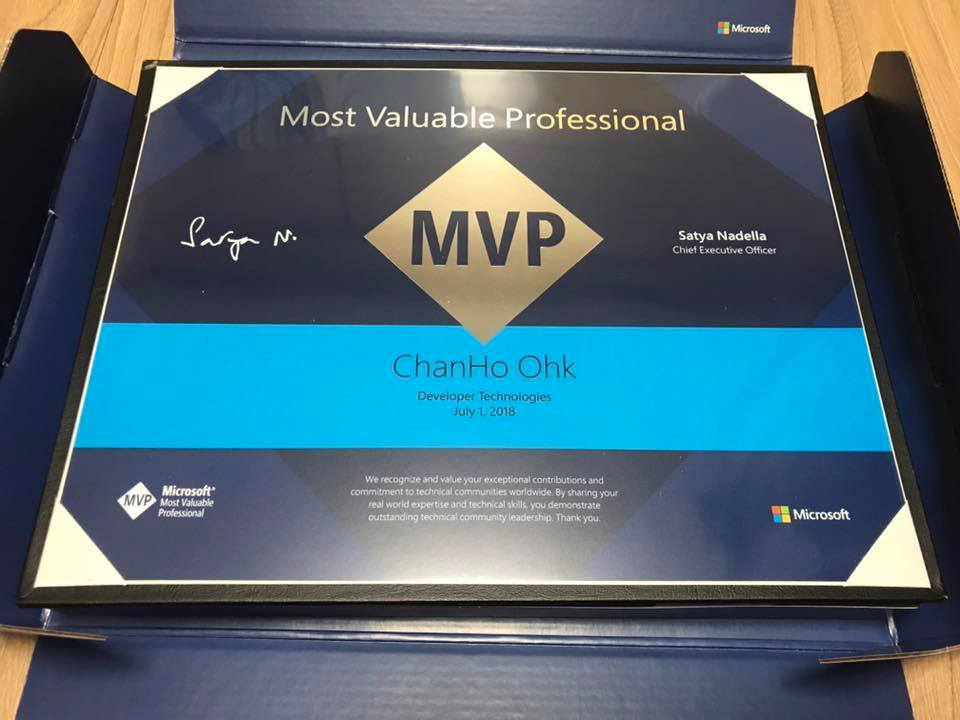 Microsoft
Most Valuable Professional
MVP
Satya N.
Satya Nadella
Chief Executive Officer
ChanHo Ohk
Developer Technologies
July 1, 2018
We recognize and value your exceptional contributions and
commitment to technical communities worldwide. By sharing your
real world expertise and technical skills, you demonstrate
outstanding technical community leadership. Thank you.
MVP
Microsoft®
Most Valuable
Professional
Microsoft